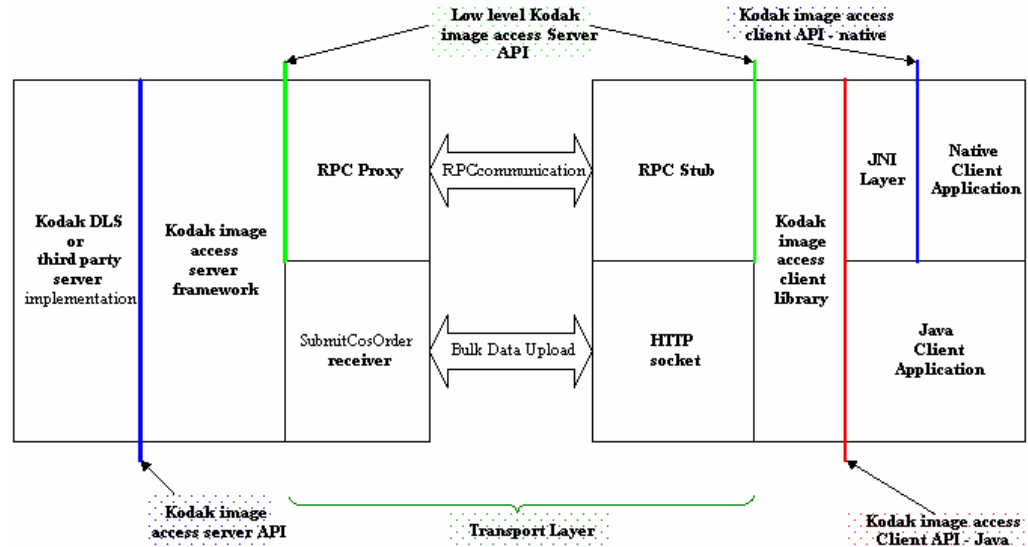 Low level Kodak
image access Server
API
Kodak image access
client API - native
RPC Proxy
RPCcommunication
RPC Stub
JNI
Layer
Native
Client
Application
Kodak DLS
or
third party
server
implementation
Kodak image
access
server
framework
Kodak
image
access
client
library
SubmitCosOrder
receiver
Bulk Data Upload
HTTP
socket
Java
Client
Application
Kodak image
access server API
Transport Layer
Kodak image access
Client API - Java